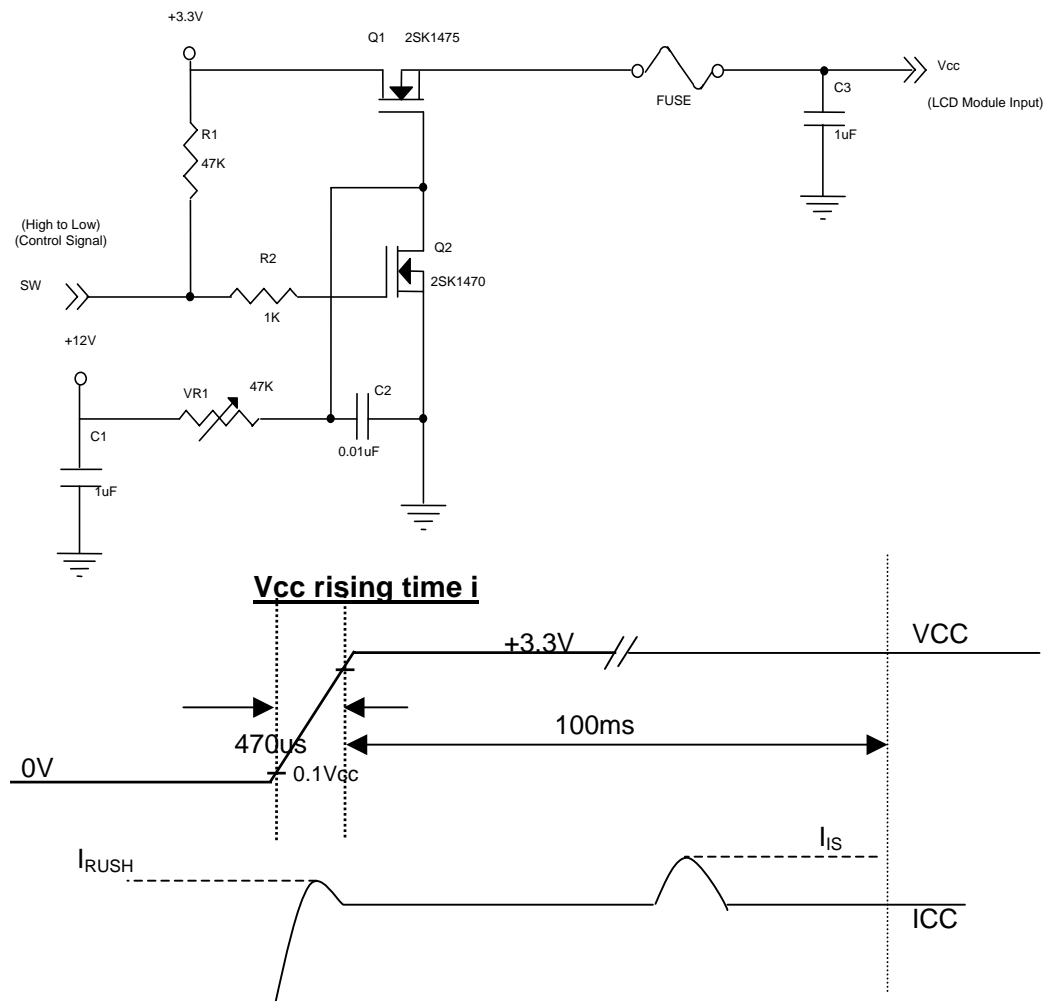 +3.3V
Q1 2SK1475
Vcc
FUSE
C3
(LCD Module Input)
1uF
R1
47K
(High to Low)
(Control Signal)
Q2
R2
SW
2SK1470
1K
+12V
VR1
47K
C2
C1
0.01uF
1uF
Vcc rising time i
+3.3V
VCC
100ms
470us
0V
0.1Vcc
IRUSH
IIS
ICC